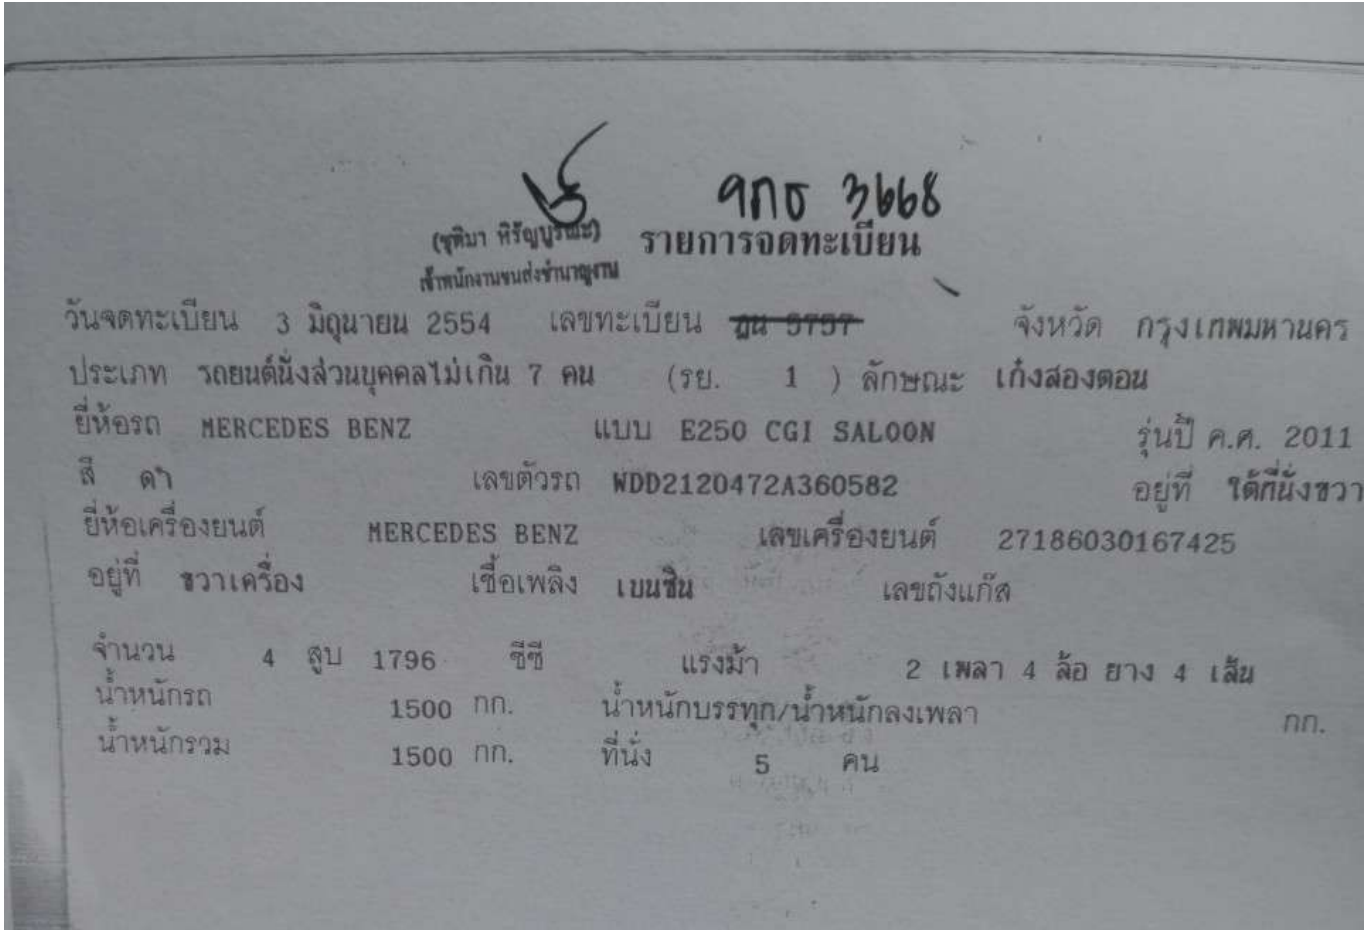 1กธ 3668
(ชุติมา หิรัญบูรณะ) รายการจดทะเบียน
เจ้าพนักงานขนส่งชำนาญงาน
วันจดทะเบียน 3 มิถุนายน 2554 เลขทะเบียน ฎน 5757 จังหวัด กรุงเทพมหานคร
ประเภท รถยนต์นั่งส่วนบุคคลไม่เกิน 7 คน (รย. 1 ) ลักษณะ เก๋งสองตอน
ยี่ห้อรถ MERCEDES BENZ แบบ E250 CGI SALOON รุ่นปี ค.ศ. 2011
สี ดำ เลขตัวรถ WDD2120472A360582 อยู่ที่ ใต้ที่นั่งขวา
ยี่ห้อเครื่องยนต์ MERCEDES BENZ เลขเครื่องยนต์ 27186030167425
อยู่ที่ ขวาเครื่อง เชื้อเพลิง เบนซิน เลขถังแก๊ส
จำนวน 4 สูบ 1796 ซีซี แรงม้า 2 เพลา 4 ล้อ ยาง 4 เส้น
น้ำหนักรถ 1500 กก. น้ำหนักบรรทุก/น้ำหนักลงเพลา กก.
น้ำหนักรวม 1500 กก. ที่นั่ง 5 คน